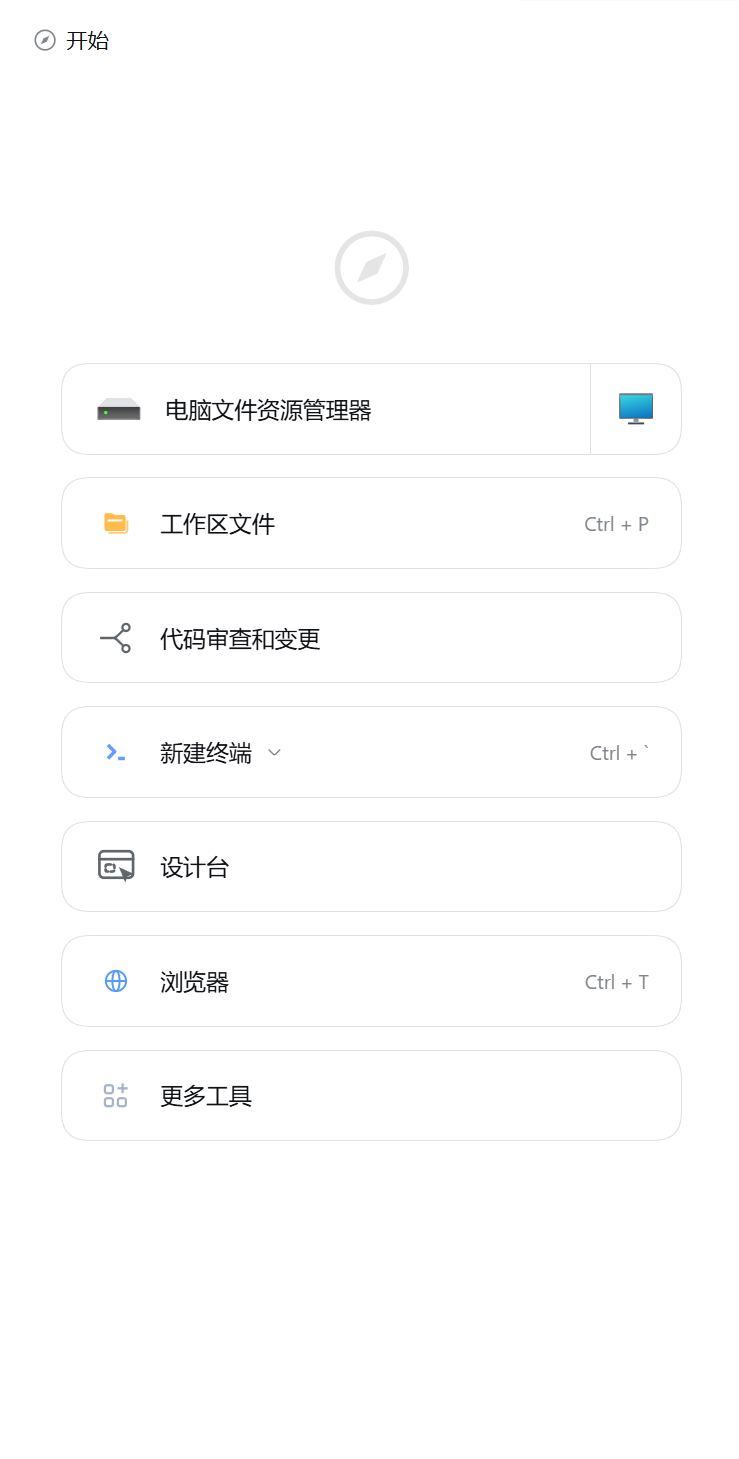 开始
电脑文件资源管理器
工作区文件 Ctrl + P
代码审查和变更
新建终端 Ctrl + `
设计台
浏览器 Ctrl + T
更多工具